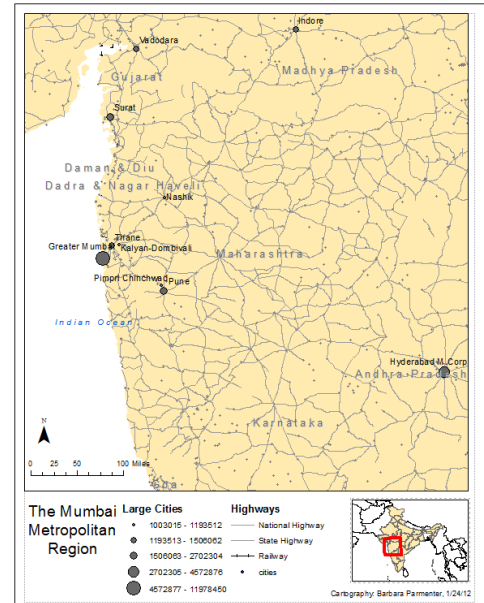 Indore
Vadodara
Gujarat
Madhya Pradesh
Surat
Daman & Diu
Dadra & Nagar Haveli
Nashik
Thane
Greater Mumbai
Kalyan-Dombivali
Maharashtra
Pimpri Chinchwad
Pune
Indian Ocean
Hyderabad M.Corp
Andhra Pradesh
Karnataka
N
0 25 50 100 Miles
Goa
The Mumbai
Metropolitan
Region
Large Cities
1003015 - 1193512
1193513 - 1506062
1506063 - 2702304
2702305 - 4572876
4572877 - 11978450
Highways
National Highway
State Highway
Railway
cities
Cartography: Barbara Parmenter, 1/24/12